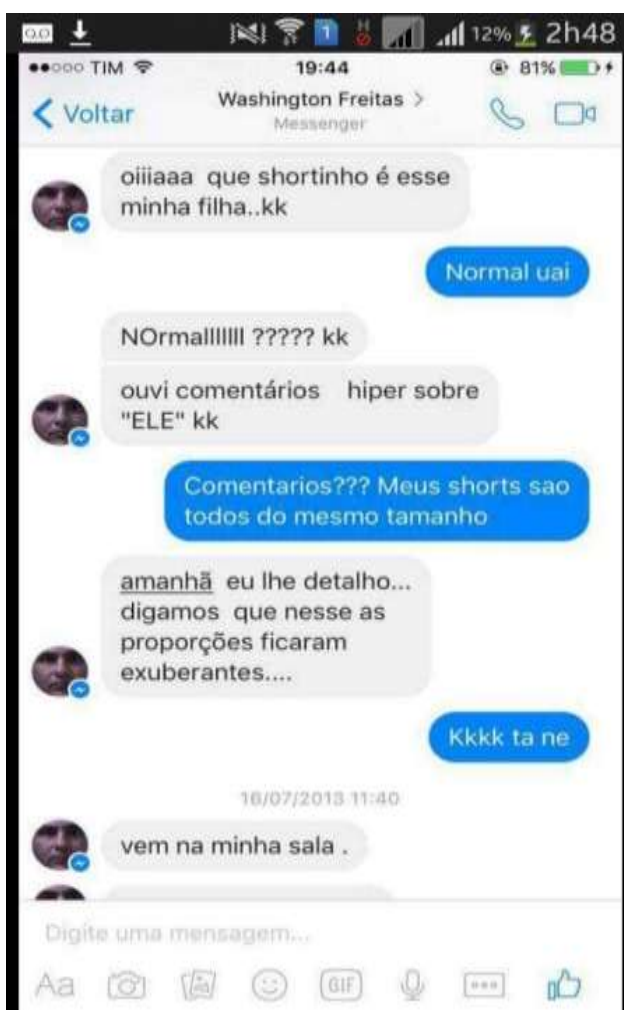 12% 2h48
TIM 19:44 81%
Voltar Washington Freitas >
Messenger
oiiiaaa que shortinho é esse
minha filha..kk
Normal uai
NOrmalllllll ????? kk
ouvi comentários hiper sobre
"ELE" kk
Comentarios??? Meus shorts sao
todos do mesmo tamanho
amanhã eu lhe detalho...
digamos que nesse as
proporções ficaram
exuberantes....
Kkkk ta ne
16/07/2013 11:40
vem na minha sala .
Digite uma mensagem...
Aa GIF